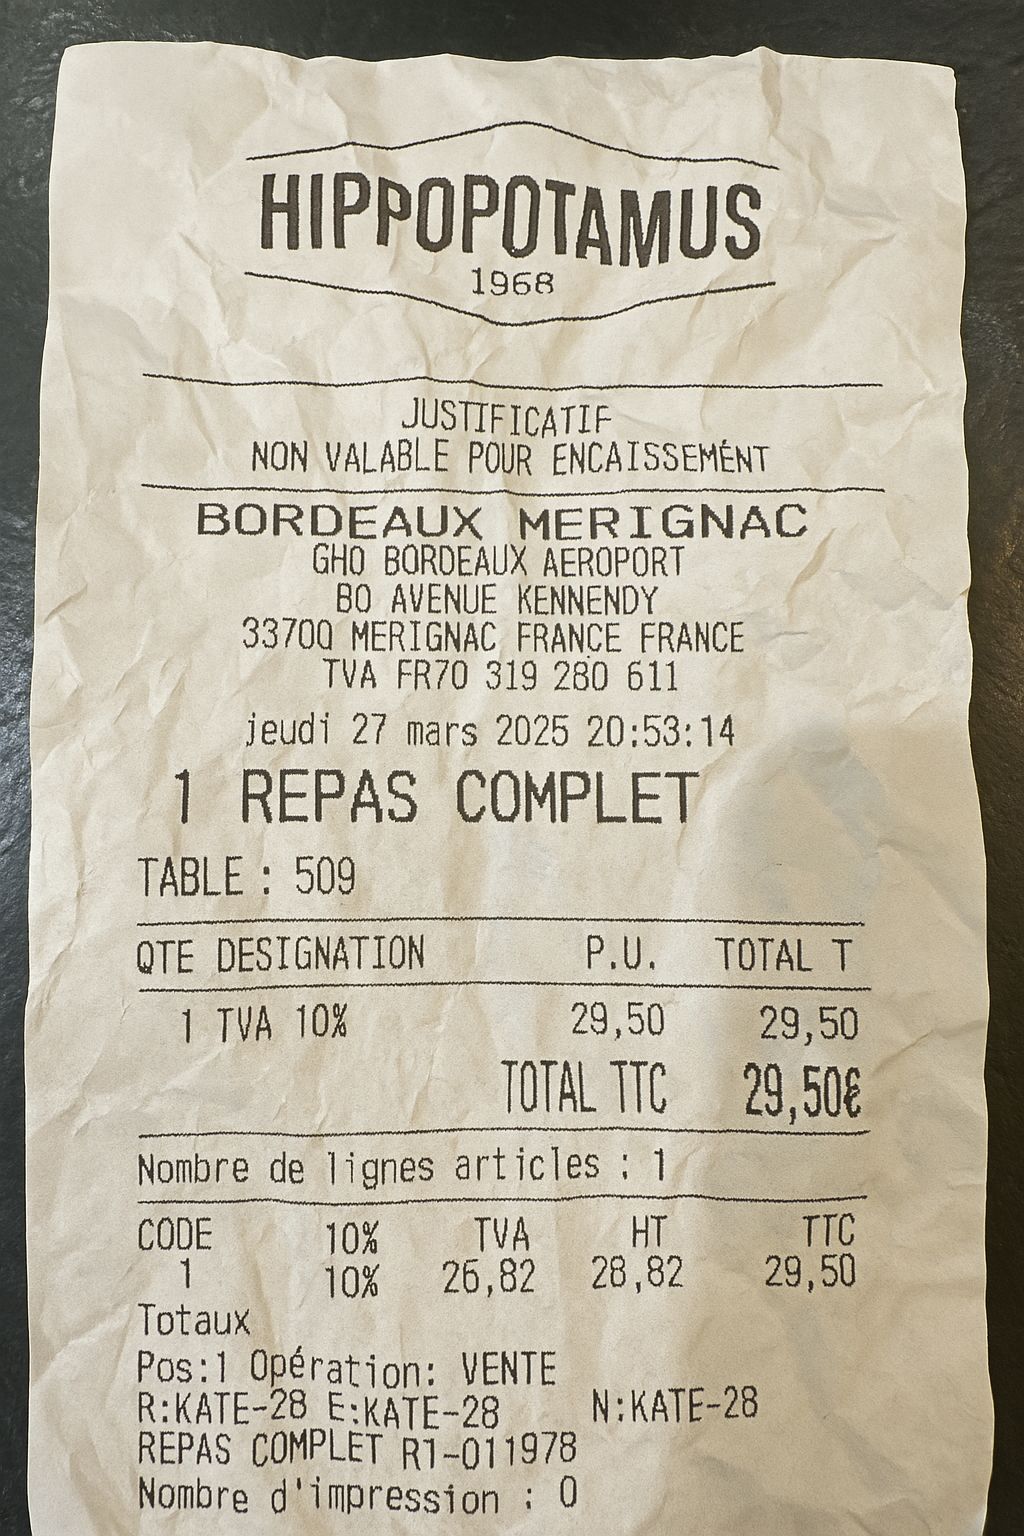 HIPPOPOTAMUS
1968
JUSTIFICATIF
NON VALABLE POUR ENCAISSEMÉNT
BORDEAUX MERIGNAC
GHO BORDEAUX AEROPORT
BO AVENUE KENNENDY
33700 MERIGNAC FRANCE FRANCE
TVA FR70 319 280 611
jeudi 27 mars 2025 20:53:14
1 REPAS COMPLET
TABLE : 509
QTE DESIGNATION P.U. TOTAL T
1 TVA 10% 29,50 29,50
TOTAL TTC 29,50€
Nombre de lignes articles : 1
CODE 10% TVA HT TTC
1 10% 26,82 28,82 29,50
Totaux
Pos:1 Opération: VENTE
R:KATE-28 E:KATE-28 N:KATE-28
REPAS COMPLET R1-011978
Nombre d'impression : 0